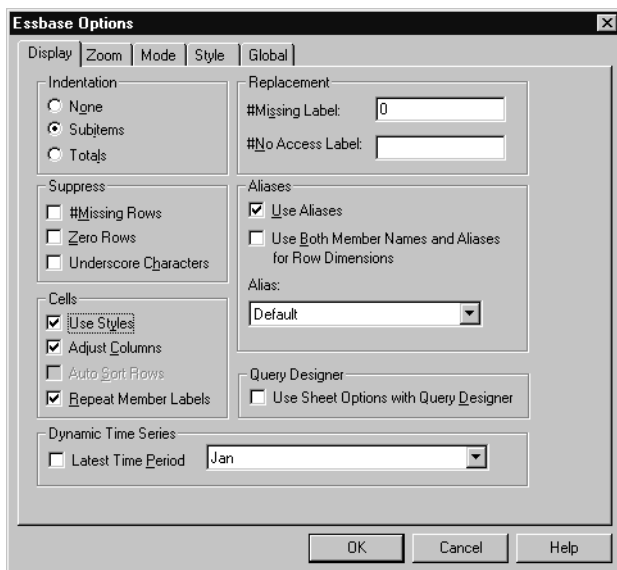 Essbase Options
Display
Zoom
Mode
Style
Global
Indentation
None
Subitems
Totals
Replacement
#Missing Label:
0
#No Access Label:
Suppress
#Missing Rows
Zero Rows
Underscore Characters
Aliases
Use Aliases
Use Both Member Names and Aliases
for Row Dimensions
Alias:
Default
Cells
Use Styles
Adjust Columns
Auto Sort Rows
Repeat Member Labels
Query Designer
Use Sheet Options with Query Designer
Dynamic Time Series
Latest Time Period
Jan
OK
Cancel
Help